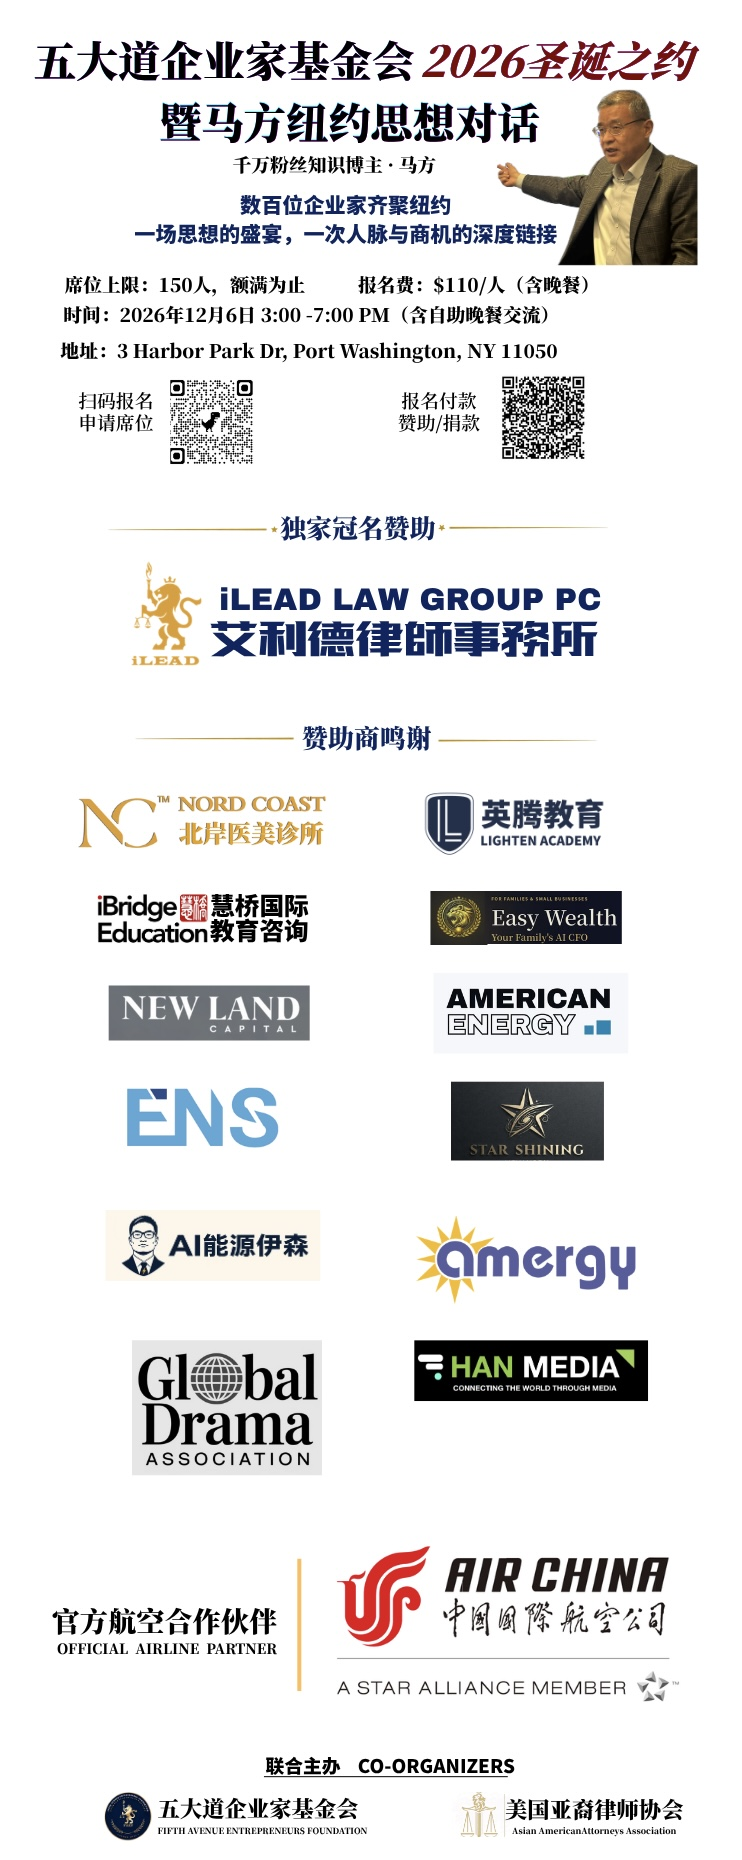 五大道企业家基金会 2026圣诞之约
暨马方纽约思想对话
千万粉丝知识博主 · 马方
数百位企业家齐聚纽约
一场思想的盛宴，一次人脉与商机的深度链接
席位上限：150人，额满为止 报名费：$110/人（含晚餐）
时间：2026年12月6日 3:00 -7:00 PM（含自助晚餐交流）
地址：3 Harbor Park Dr, Port Washington, NY 11050
扫码报名
申请席位
报名付款
赞助/捐款
独家冠名赞助
iLEAD
iLEAD LAW GROUP PC
艾利德律師事務所
赞助商鸣谢
NC™ NORD COAST
北岸医美诊所
英腾教育
LIGHTEN ACADEMY
iBridge 慧桥 慧桥国际
Education 教育咨询
FOR FAMILIES & SMALL BUSINESSES
Easy Wealth
Your Family's AI CFO
NEW LAND
CAPITAL
AMERICAN
ENERGY
ENS
STAR SHINING
AI能源伊森
amergy
Global
Drama
ASSOCIATION
HAN MEDIA
CONNECTING THE WORLD THROUGH MEDIA
官方航空合作伙伴
OFFICIAL AIRLINE PARTNER
AIR CHINA
中國國際航空公司
A STAR ALLIANCE MEMBER ™
联合主办 CO-ORGANIZERS
五大道企业家基金会
FIFTH AVENUE ENTREPRENEURS FOUNDATION
美国亚裔律师协会
Asian AmericanAttorneys Association